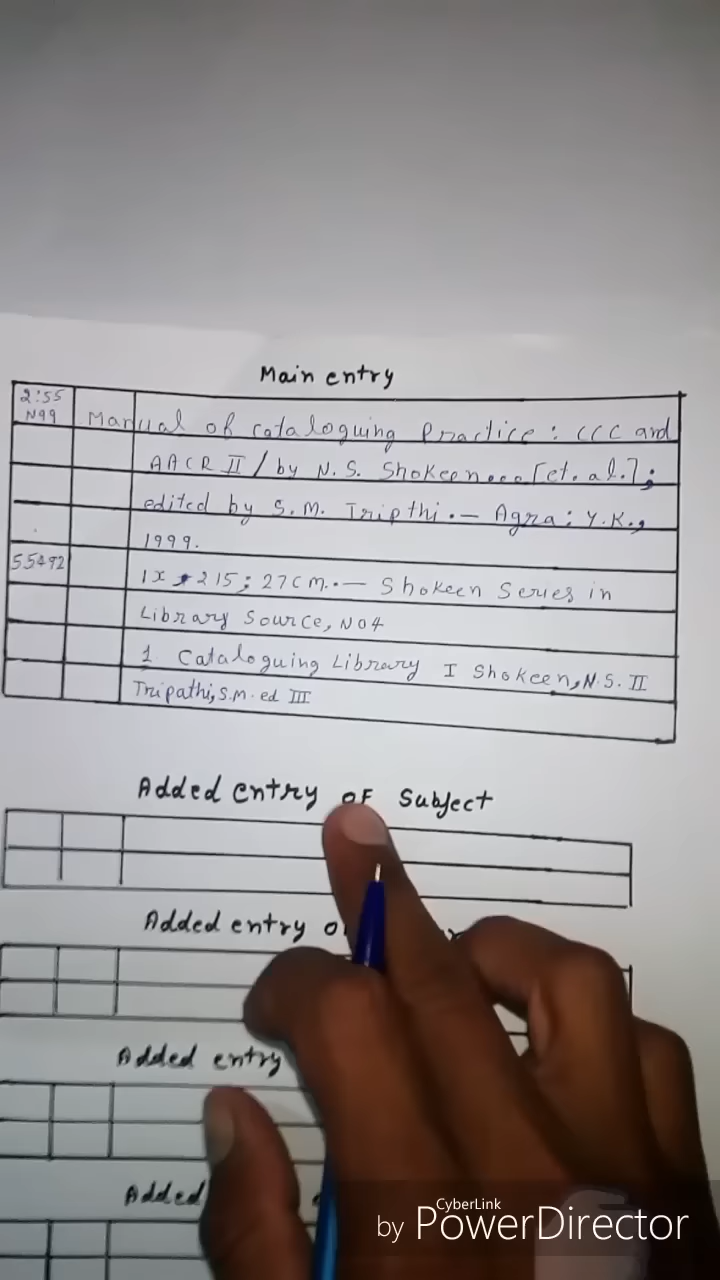 Main entry
2:55
N99
Manual of cataloguing Practice : CCC and
AACR II / by N. S. Shokeen... [et. al.];
edited by S. M. Tripthi. — Agra : Y.K.,
1999.
55492
ix, 215; 27cm. — Shokeen Series in
Library Source, No4
1 Cataloguing Library I Shokeen, N.S. II
Tripathi, S.M. ed III
Added entry of Subject
Added entry
Added entry
Added
CyberLink
by PowerDirector